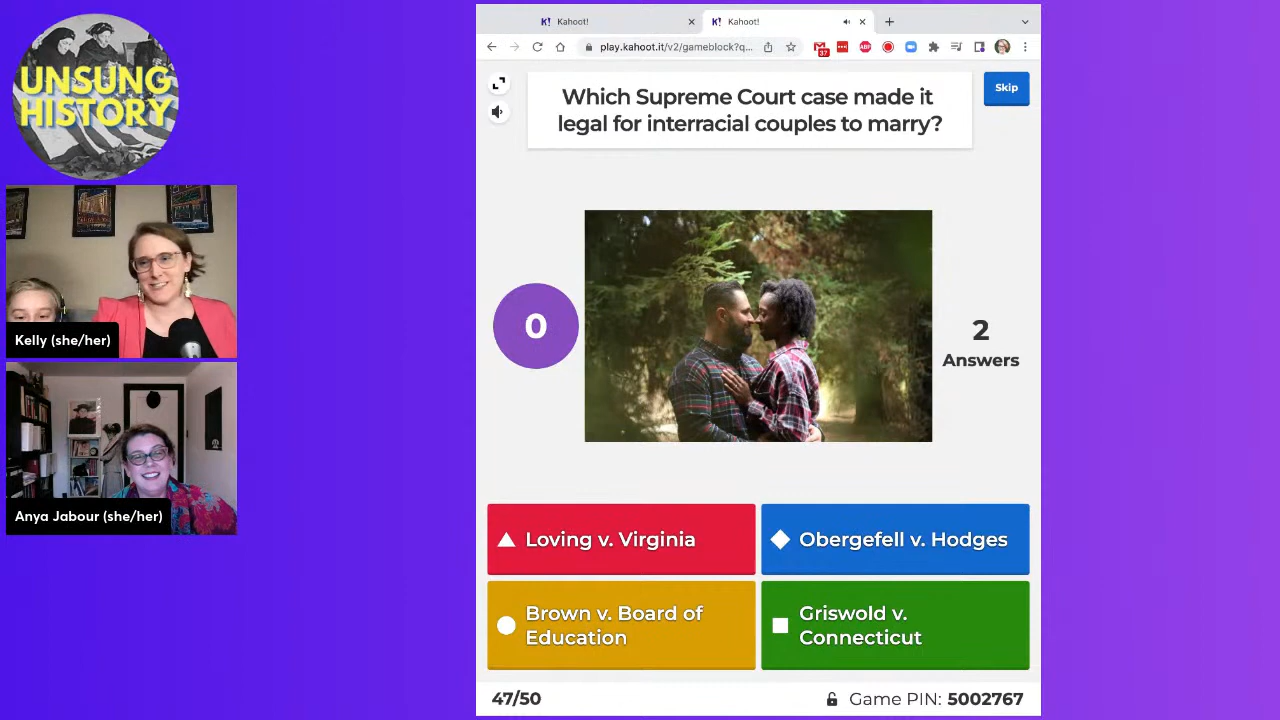 UNSUNG
HISTORY
Kelly (she/her)
Anya Jabour (she/her)
K! Kahoot!
K! Kahoot!
play.kahoot.it/v2/gameblock?q...
37
ABP
Which Supreme Court case made it
legal for interracial couples to marry?
Skip
0
2
Answers
Loving v. Virginia
Obergefell v. Hodges
Brown v. Board of
Education
Griswold v.
Connecticut
47/50
Game PIN: 5002767